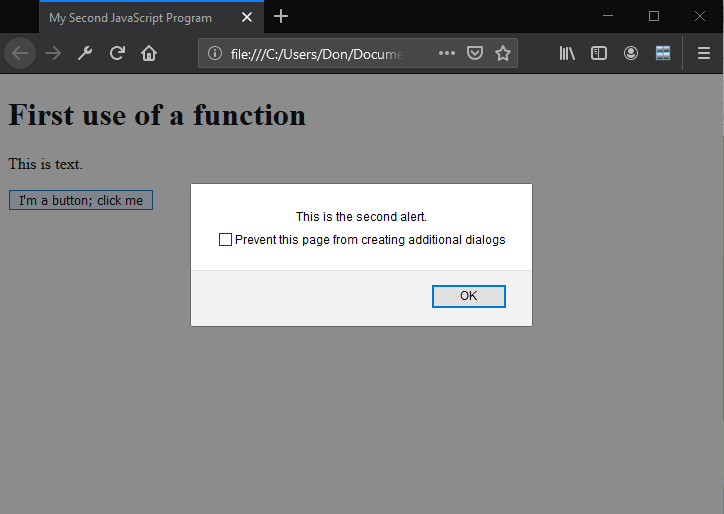 My Second JavaScript Program
file:///C:/Users/Don/Docume
First use of a function
This is text.
I'm a button; click me
This is the second alert.
Prevent this page from creating additional dialogs
OK